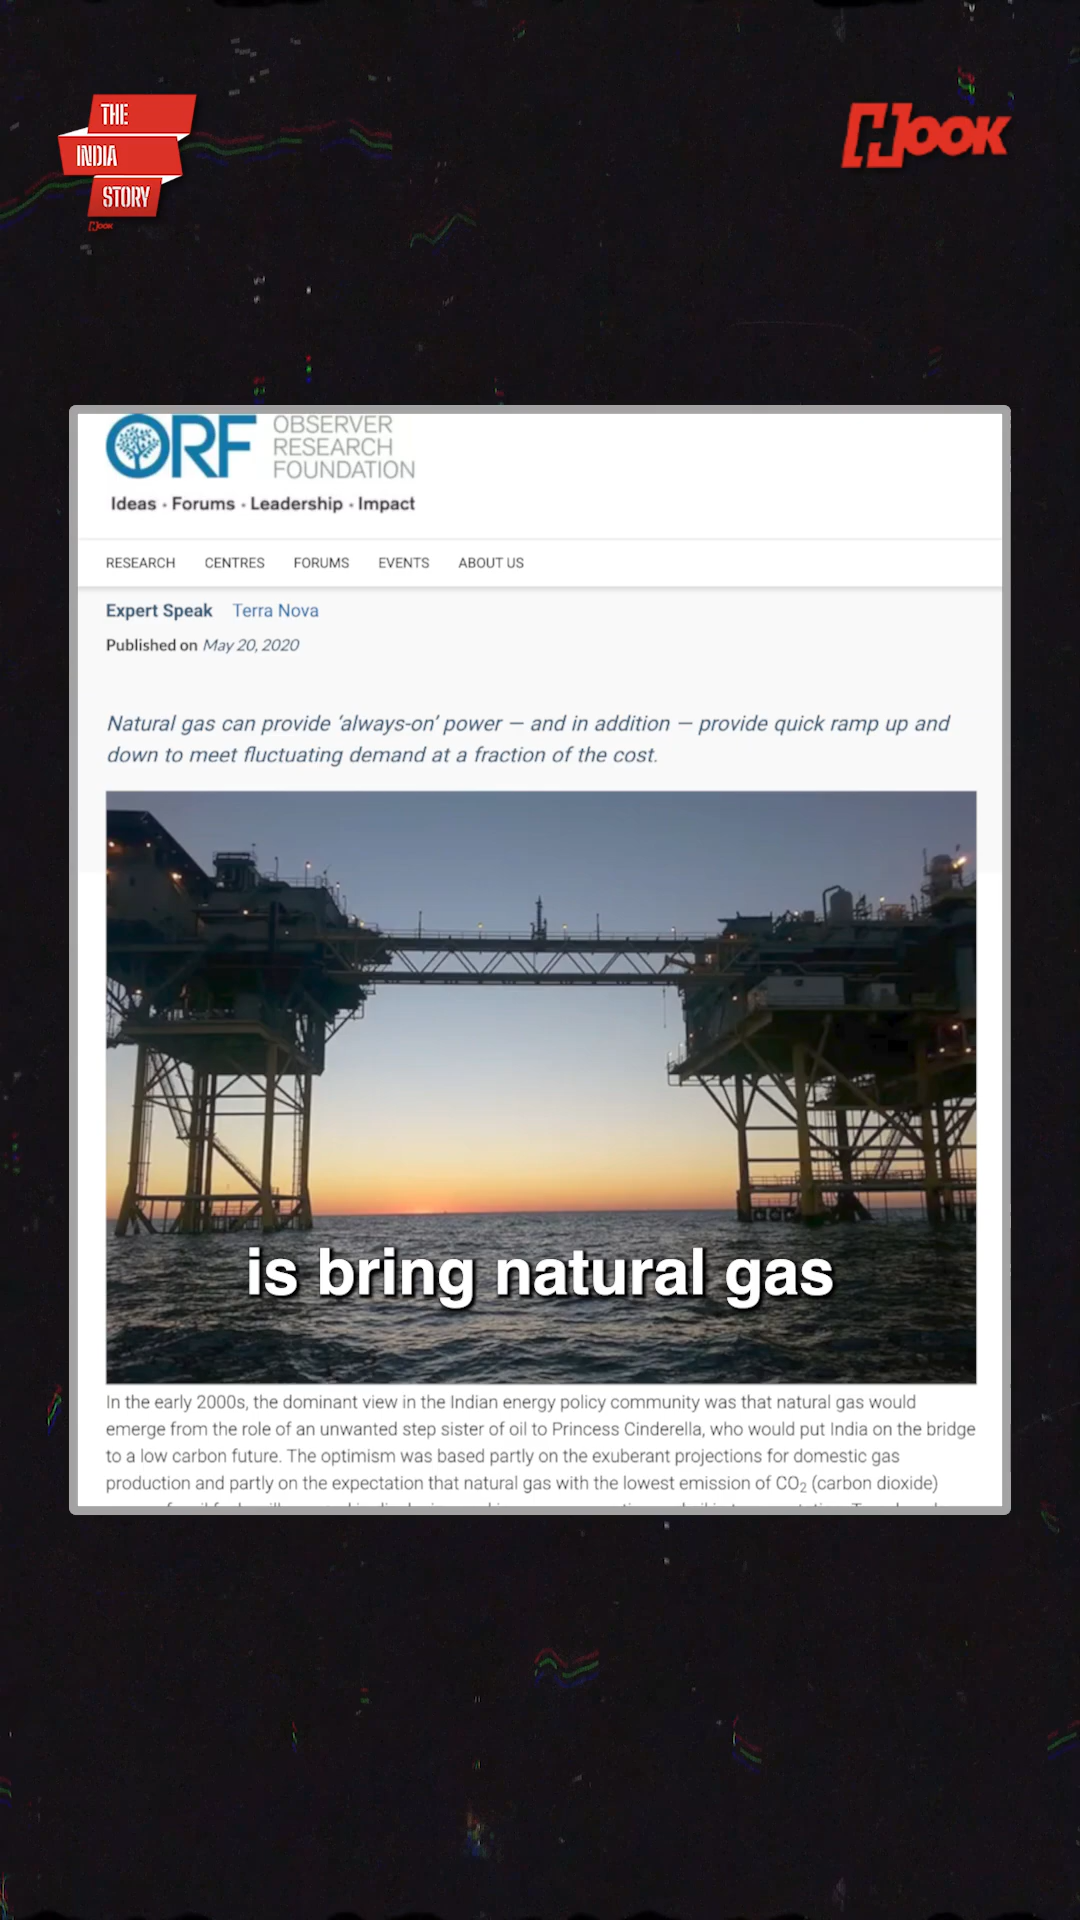 THE
INDIA
STORY
HOOK
HOOK
ORF OBSERVER
RESEARCH
FOUNDATION
Ideas · Forums · Leadership · Impact
RESEARCH CENTRES FORUMS EVENTS ABOUT US
Expert Speak Terra Nova
Published on May 20, 2020
Natural gas can provide ‘always-on’ power — and in addition — provide quick ramp up and
down to meet fluctuating demand at a fraction of the cost.
is bring natural gas
In the early 2000s, the dominant view in the Indian energy policy community was that natural gas would
emerge from the role of an unwanted step sister of oil to Princess Cinderella, who would put India on the bridge
to a low carbon future. The optimism was based partly on the exuberant projections for domestic gas
production and partly on the expectation that natural gas with the lowest emission of CO₂ (carbon dioxide)